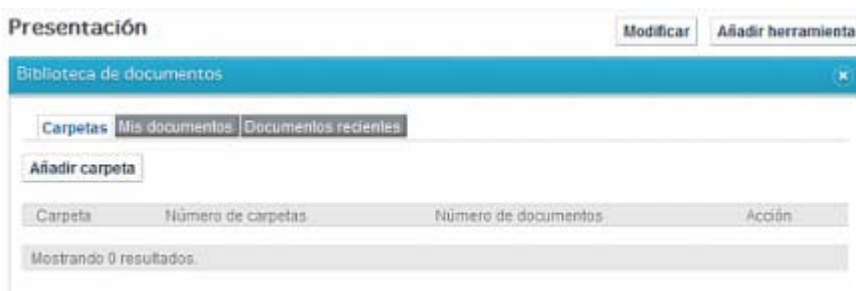 Presentación Modificar Añadir herramienta
Biblioteca de documentos
Carpetas Mis documentos Documentos recientes
Añadir carpeta
Carpeta Número de carpetas Número de documentos Acción
Mostrando 0 resultados.